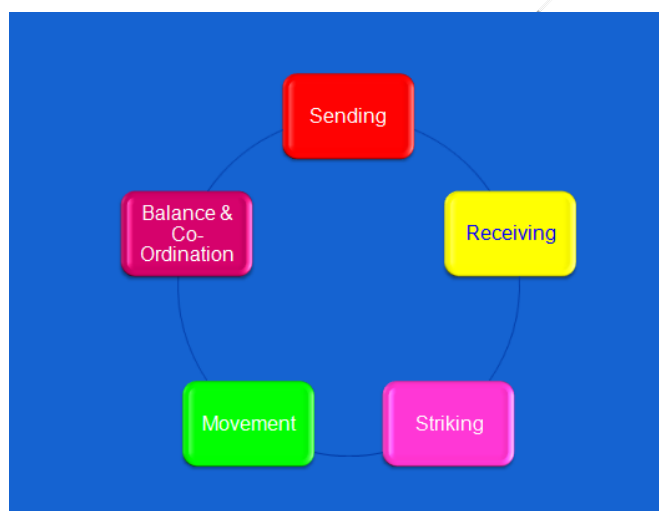 Sending
Receiving
Striking
Movement
Balance &
Co-
Ordination